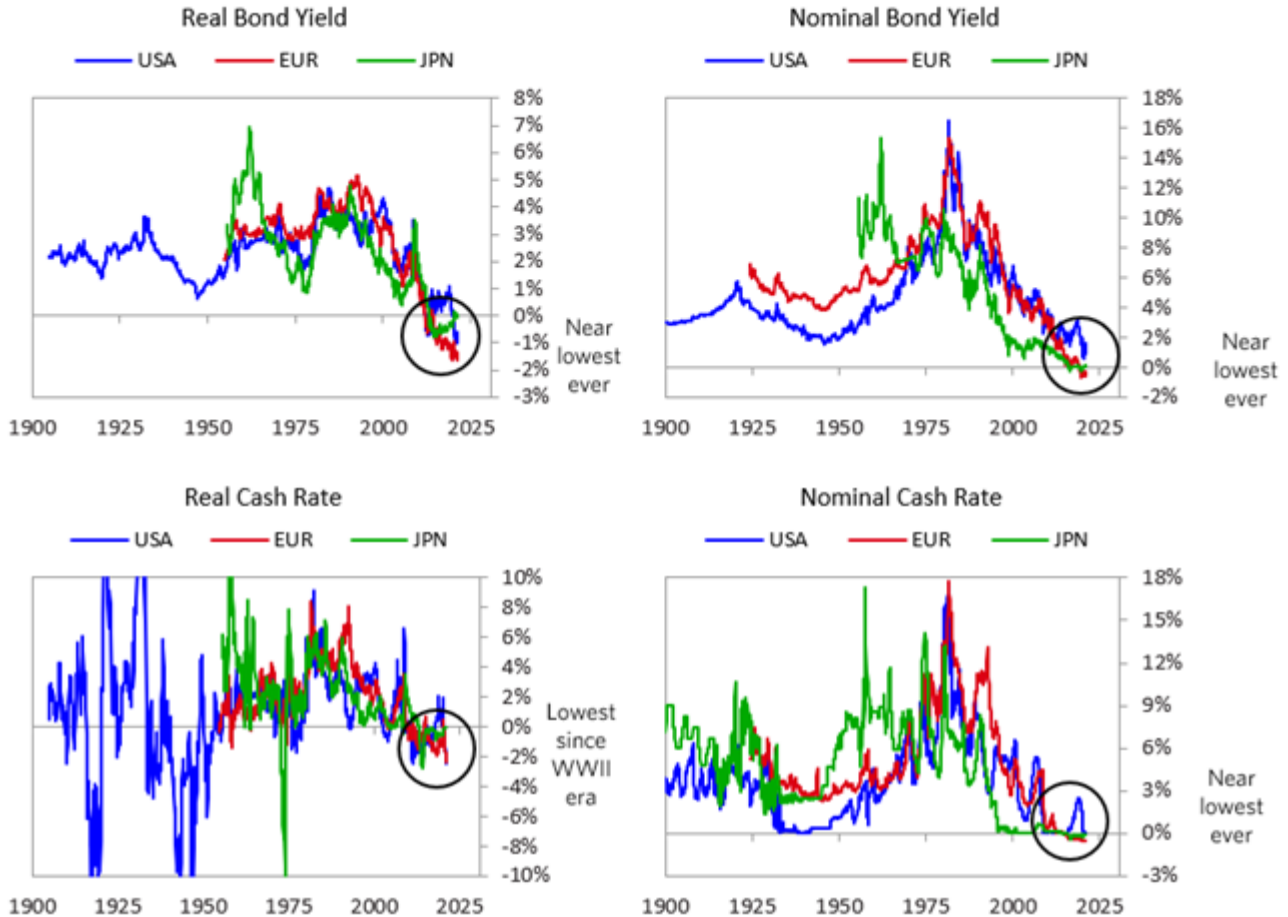 Real Bond Yield
USA EUR JPN
8%
7%
6%
5%
4%
3%
2%
1%
0%
-1%
-2%
-3%
Near
lowest
ever
1900 1925 1950 1975 2000 2025
Nominal Bond Yield
USA EUR JPN
18%
16%
14%
12%
10%
8%
6%
4%
2%
0%
-2%
Near
lowest
ever
1900 1925 1950 1975 2000 2025
Real Cash Rate
USA EUR JPN
10%
8%
6%
4%
2%
0%
-2%
-4%
-6%
-8%
-10%
Lowest
since
WWII
era
1900 1925 1950 1975 2000 2025
Nominal Cash Rate
USA EUR JPN
18%
15%
12%
9%
6%
3%
0%
-3%
Near
lowest
ever
1900 1925 1950 1975 2000 2025